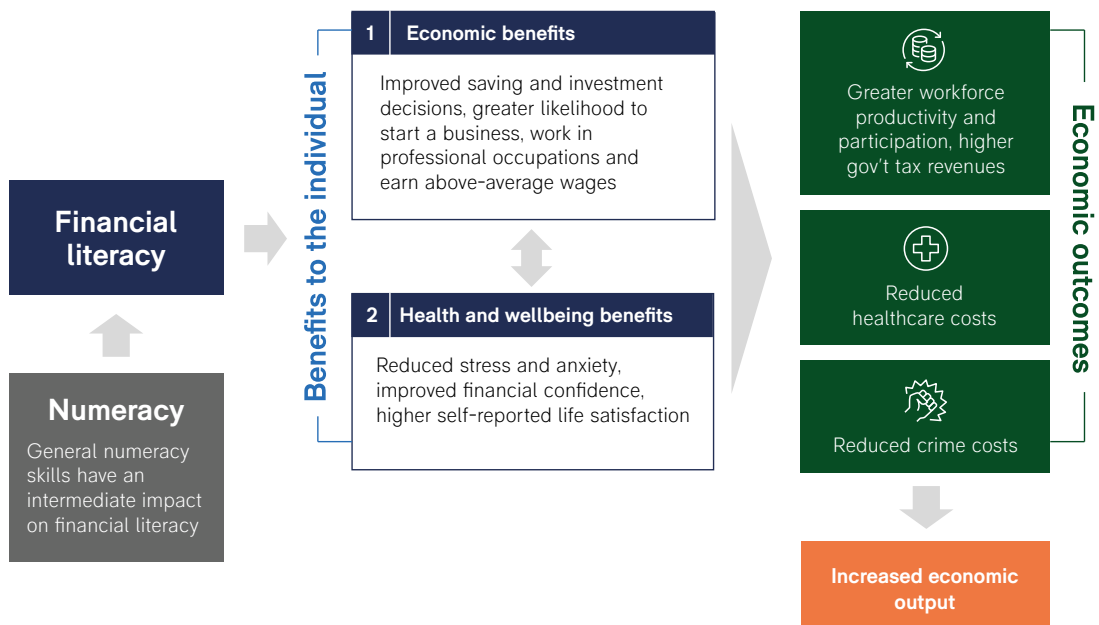 Financial
literacy
Numeracy
General numeracy
skills have an
intermediate impact
on financial literacy
Benefits to the individual
1 Economic benefits
Improved saving and investment
decisions, greater likelihood to
start a business, work in
professional occupations and
earn above-average wages
2 Health and wellbeing benefits
Reduced stress and anxiety,
improved financial confidence,
higher self-reported life satisfaction
Greater workforce
productivity and
participation, higher
gov't tax revenues
Reduced
healthcare costs
Reduced crime costs
Economic outcomes
Increased economic
output